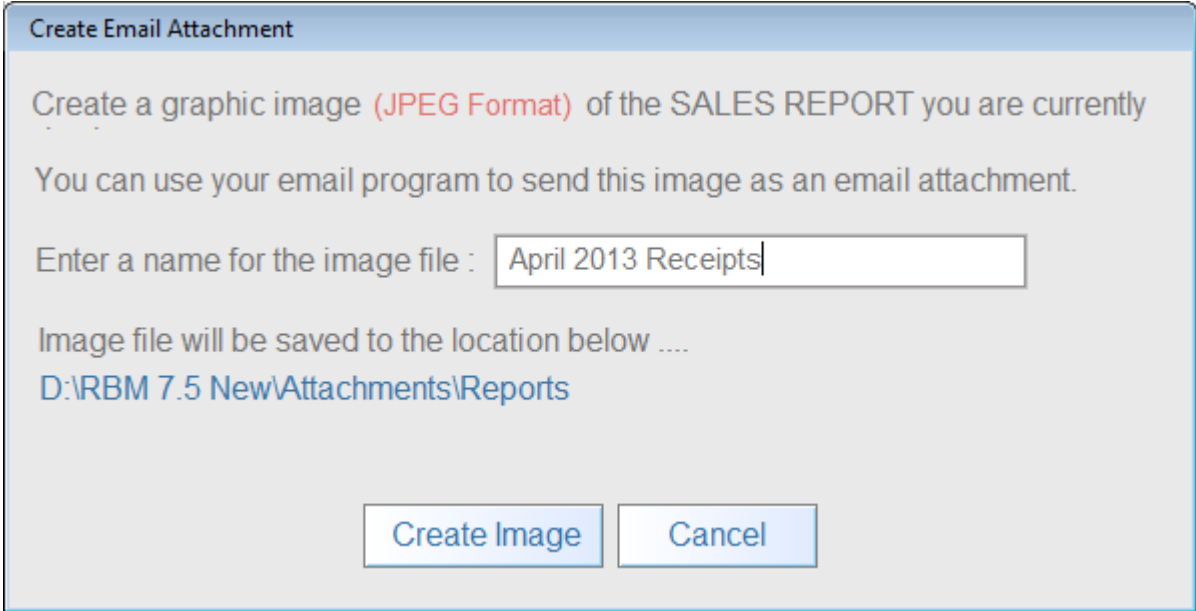 Create Email Attachment
Create a graphic image (JPEG Format) of the SALES REPORT you are currently
You can use your email program to send this image as an email attachment.
Enter a name for the image file : April 2013 Receipts
Image file will be saved to the location below ....
D:\RBM 7.5 New\Attachments\Reports
Create Image Cancel